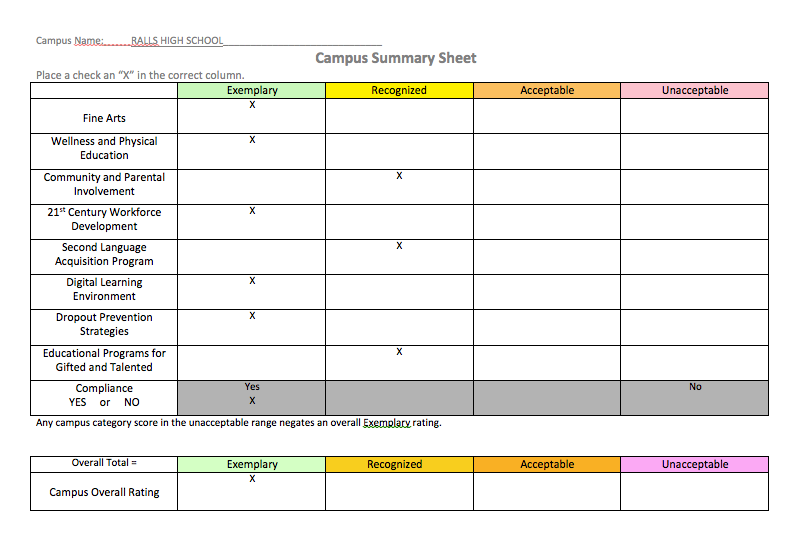 Campus Name:______RALLS HIGH SCHOOL____________________________
Campus Summary Sheet
Place a check an “X” in the correct column.
Exemplary Recognized Acceptable Unacceptable
Fine Arts X
Wellness and Physical X
Education
Community and Parental X
Involvement
21st Century Workforce X
Development
Second Language X
Acquisition Program
Digital Learning X
Environment
Dropout Prevention X
Strategies
Educational Programs for X
Gifted and Talented
Compliance Yes No
YES or NO X
Any campus category score in the unacceptable range negates an overall Exemplary rating.
Overall Total = Exemplary Recognized Acceptable Unacceptable
Campus Overall Rating X